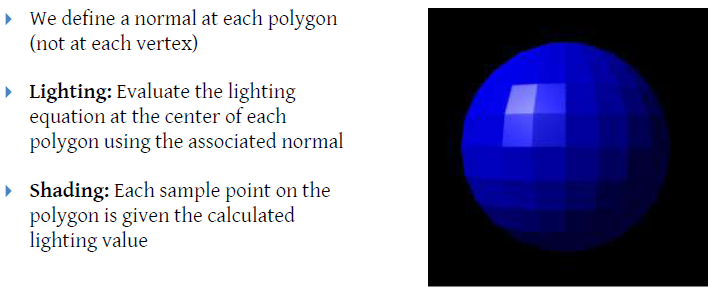 We define a normal at each polygon
(not at each vertex)
Lighting: Evaluate the lighting
equation at the center of each
polygon using the associated normal
Shading: Each sample point on the
polygon is given the calculated
lighting value